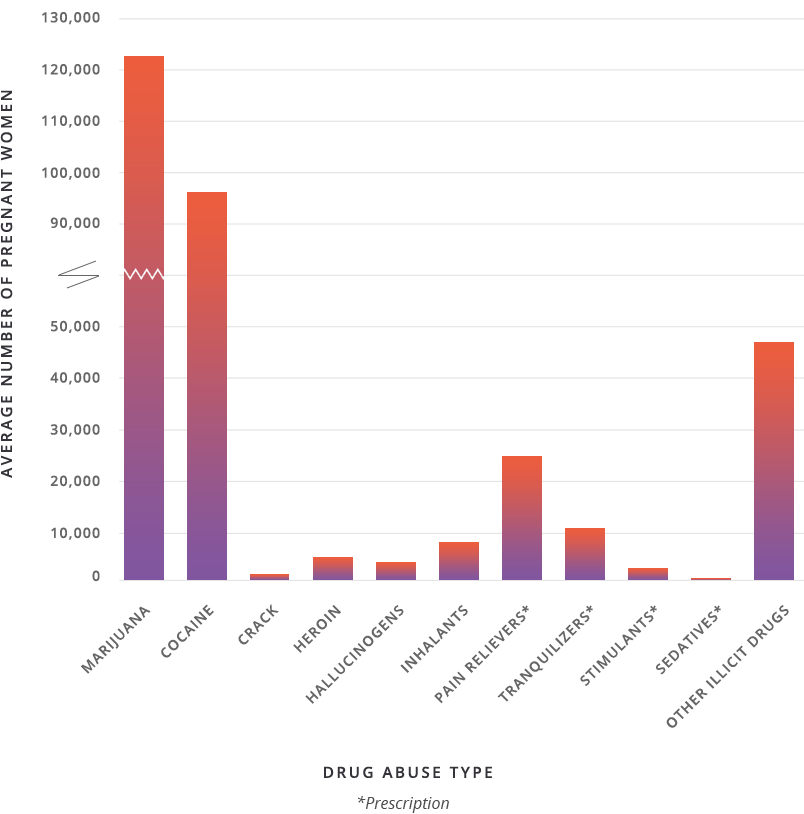 AVERAGE NUMBER OF PREGNANT WOMEN
130,000
120,000
110,000
100,000
90,000
50,000
40,000
30,000
20,000
10,000
0
MARIJUANA
COCAINE
CRACK
HEROIN
HALLUCINOGENS
INHALANTS
PAIN RELIEVERS*
TRANQUILIZERS*
STIMULANTS*
SEDATIVES*
OTHER ILLICIT DRUGS
DRUG ABUSE TYPE
*Prescription